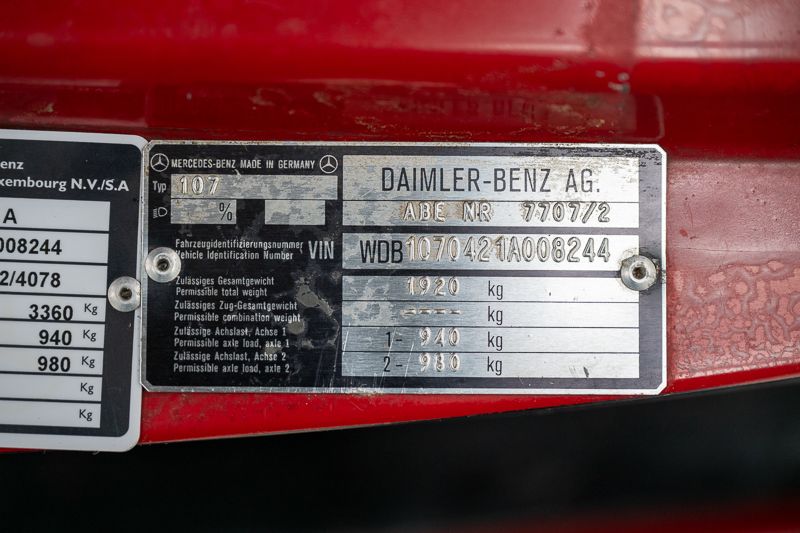 enz
xembourg N.V./S.A
A
008244
2/4078
3360 Kg
940 Kg
980 Kg
Kg
Kg
MERCEDES-BENZ MADE IN GERMANY
Typ 107
%
DAIMLER-BENZ AG.
ABE NR 7707/2
Fahrzeugidentifizierungsnummer
Vehicle Identification Number
VIN WDB1070421A008244
Zulässiges Gesamtgewicht
Permissible total weight
1920 kg
Zulässiges Zug-Gesamtgewicht
Permissible combination weight
---- kg
Zulässige Achslast, Achse 1
Permissible axle load, axle 1
1- 940 kg
Zulässige Achslast, Achse 2
Permissible axle load, axle 2
2- 980 kg